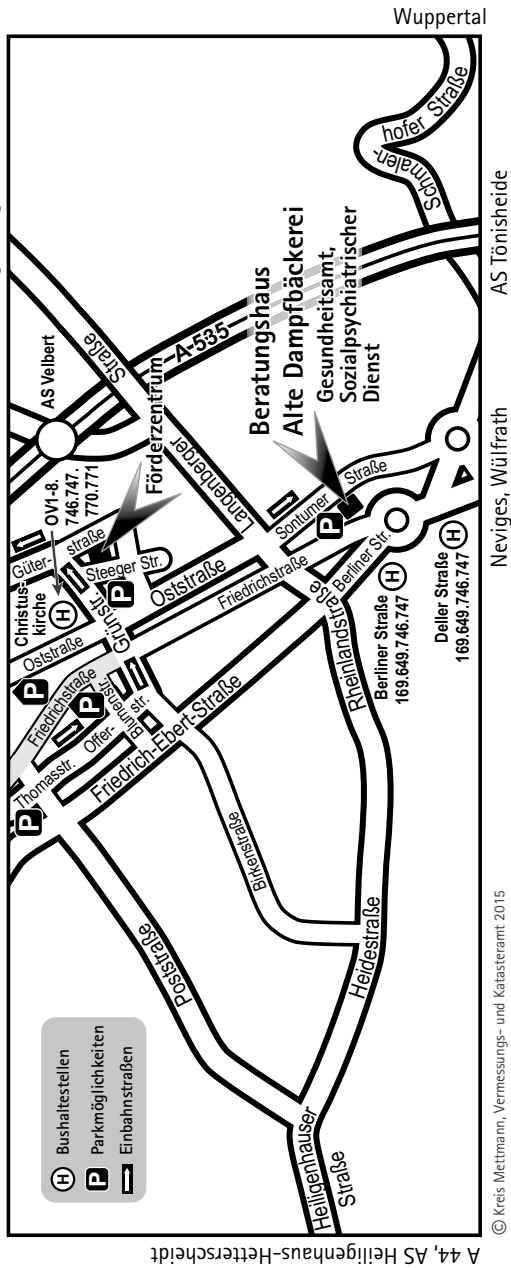 A 44, AS Heiligenhaus-Hetterscheidt
Bushaltestellen
H
Parkmöglichkeiten
P
Einbahnstraßen
Heiligenhauser
Straße
Poststraße
Heidestraße
Birkenstraße
Friedrich-Ebert-Straße
Thomasstr.
Offer-
Blumenstr.
str.
Friedrichstraße
Oststraße
Grünstr.
Christus-
kirche
H
OV1-8.
746.747.
770.771
Güter-
straße
Steeger Str.
Förderzentrum
AS Velbert
Straße
Langenberger
A-535
Oststraße
Friedrichstraße
Rheinlandstraße
Berliner Str.
Sontumer
Straße
P
P
P
P
P
Beratungshaus
Alte Dampfbäckerei
Gesundheitsamt,
Sozialpsychiatrischer
Dienst
Berliner Straße
H
169.649.746.747
Deller Straße
H
169.649.746.747
Schmalen-
hofer Straße
Wuppertal
AS Tönisheide
Neviges, Wülfrath
© Kreis Mettmann, Vermessungs- und Katasteramt 2015